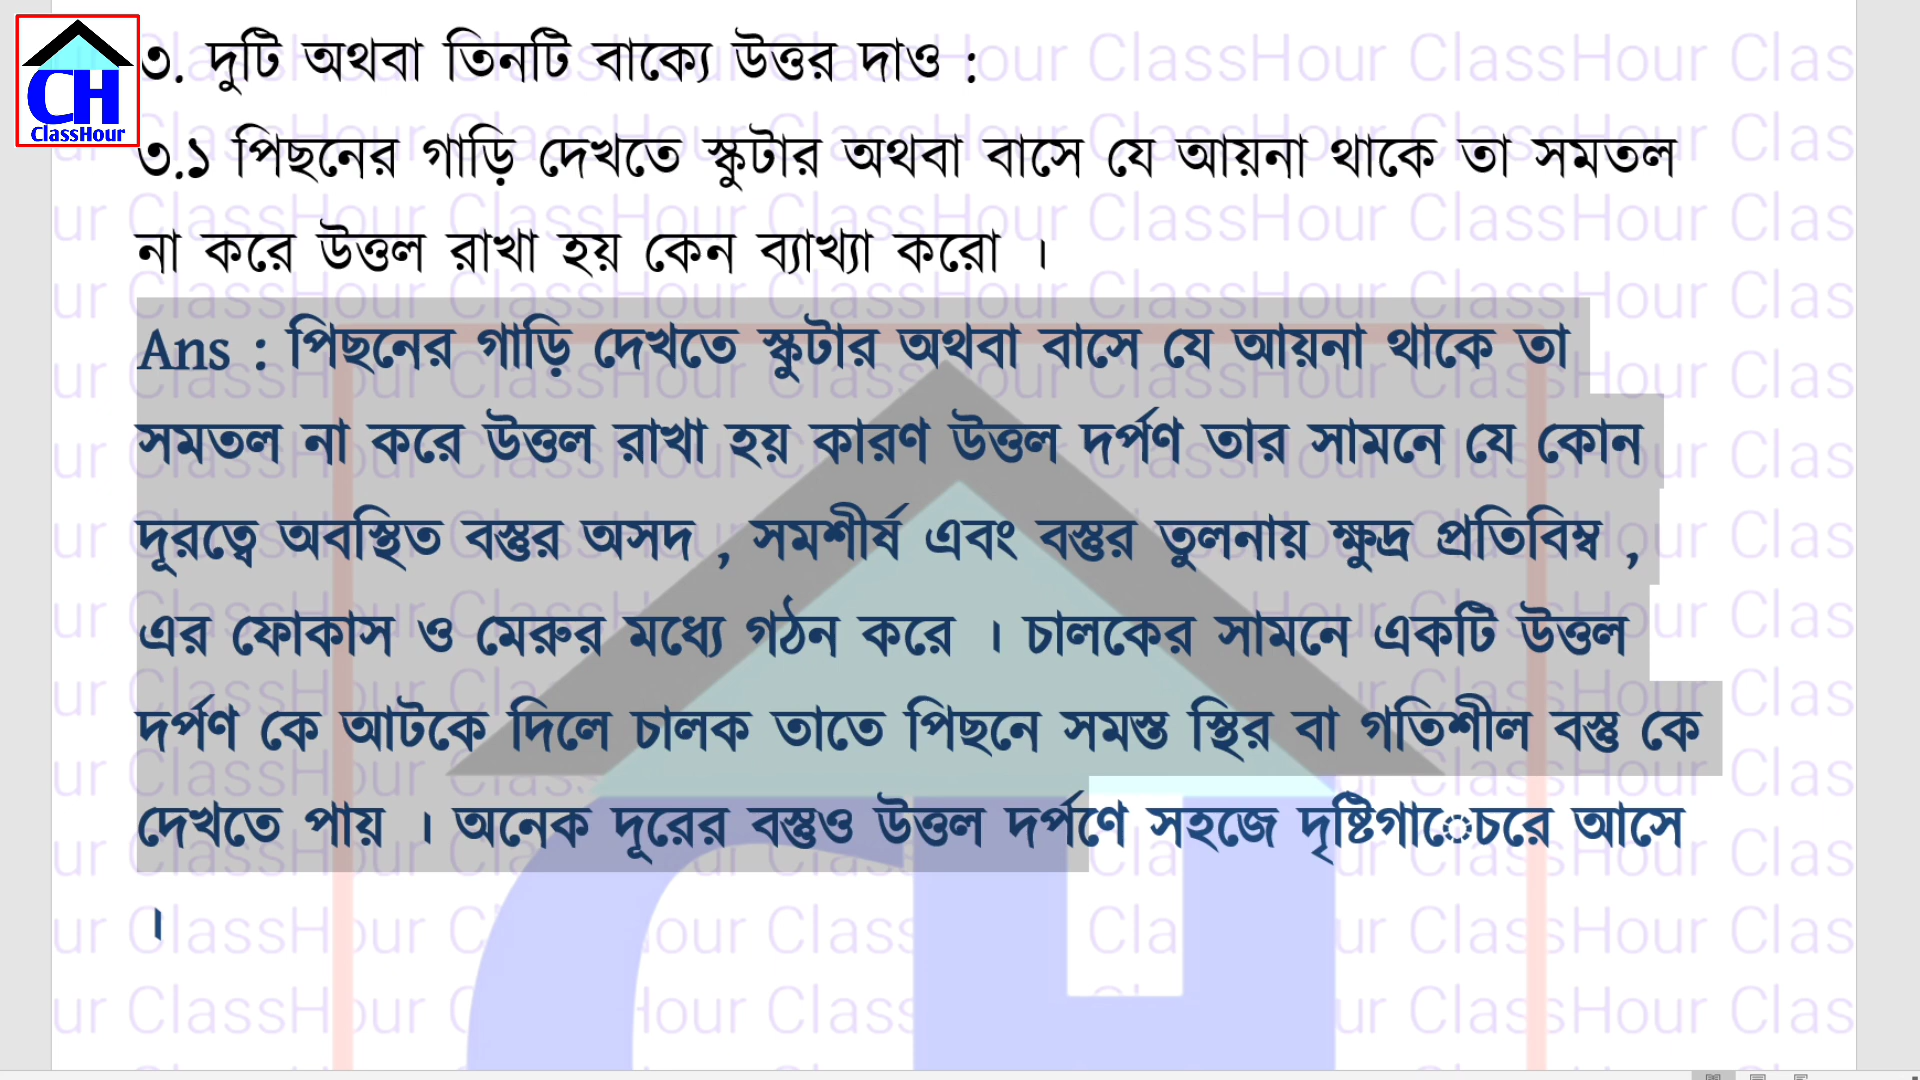 CH
ClassHour
৩. দুটি অথবা তিনটি বাক্যে উত্তর দাও :
৩.১ পিছনের গাড়ি দেখতে স্কুটার অথবা বাসে যে আয়না থাকে তা সমতল
না করে উত্তল রাখা হয় কেন ব্যাখ্যা করো ।
Ans : পিছনের গাড়ি দেখতে স্কুটার অথবা বাসে যে আয়না থাকে তা
সমতল না করে উত্তল রাখা হয় কারণ উত্তল দর্পণ তার সামনে যে কোন
দূরত্বে অবস্থিত বস্তুর অসদ , সমশীর্ষ এবং বস্তুর তুলনায় ক্ষুদ্র প্রতিবিম্ব ,
এর ফোকাস ও মেরুর মধ্যে গঠন করে । চালকের সামনে একটি উত্তল
দর্পণ কে আটকে দিলে চালক তাতে পিছনে সমস্ত স্থির বা গতিশীল বস্তু কে
দেখতে পায় । অনেক দূরের বস্তুও উত্তল দর্পণে সহজে দৃষ্টিগােচরে আসে
।